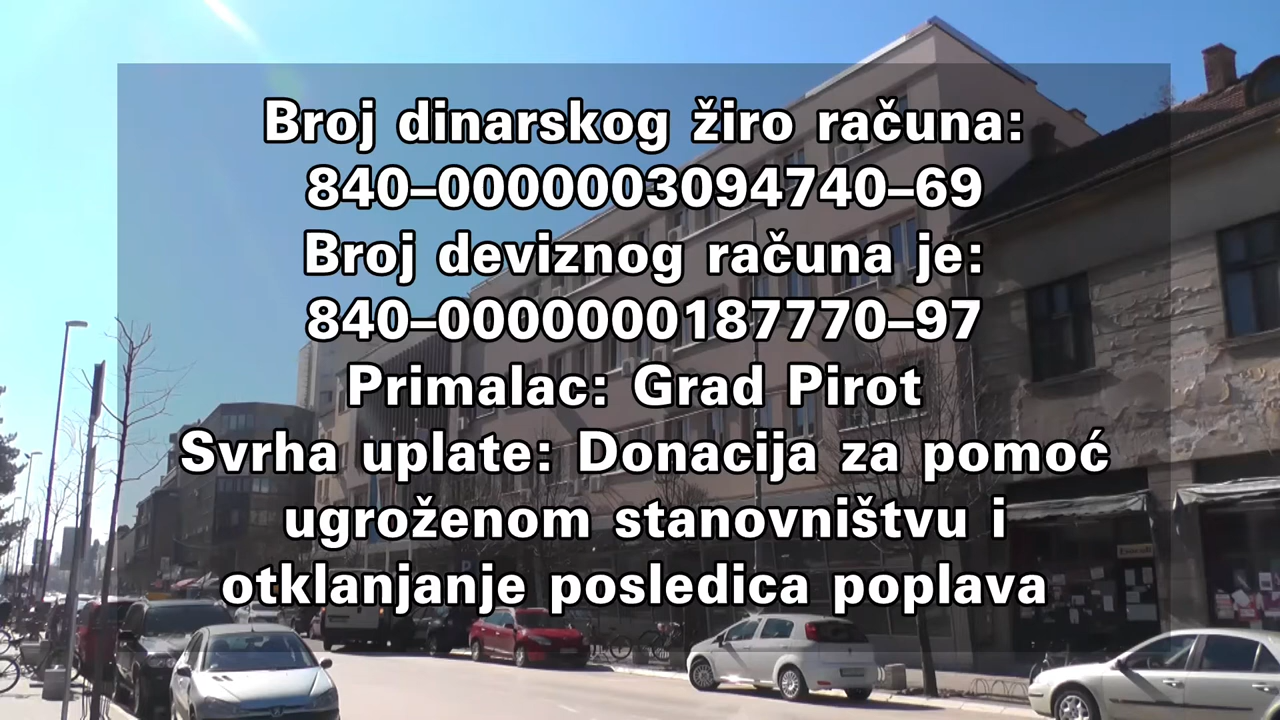 Broj dinarskog žiro računa:
840–0000003094740–69
Broj deviznog računa je:
840–0000000187770–97
Primalac: Grad Pirot
Svrha uplate: Donacija za pomoć
ugroženom stanovništvu i
otklanjanje posledica poplava